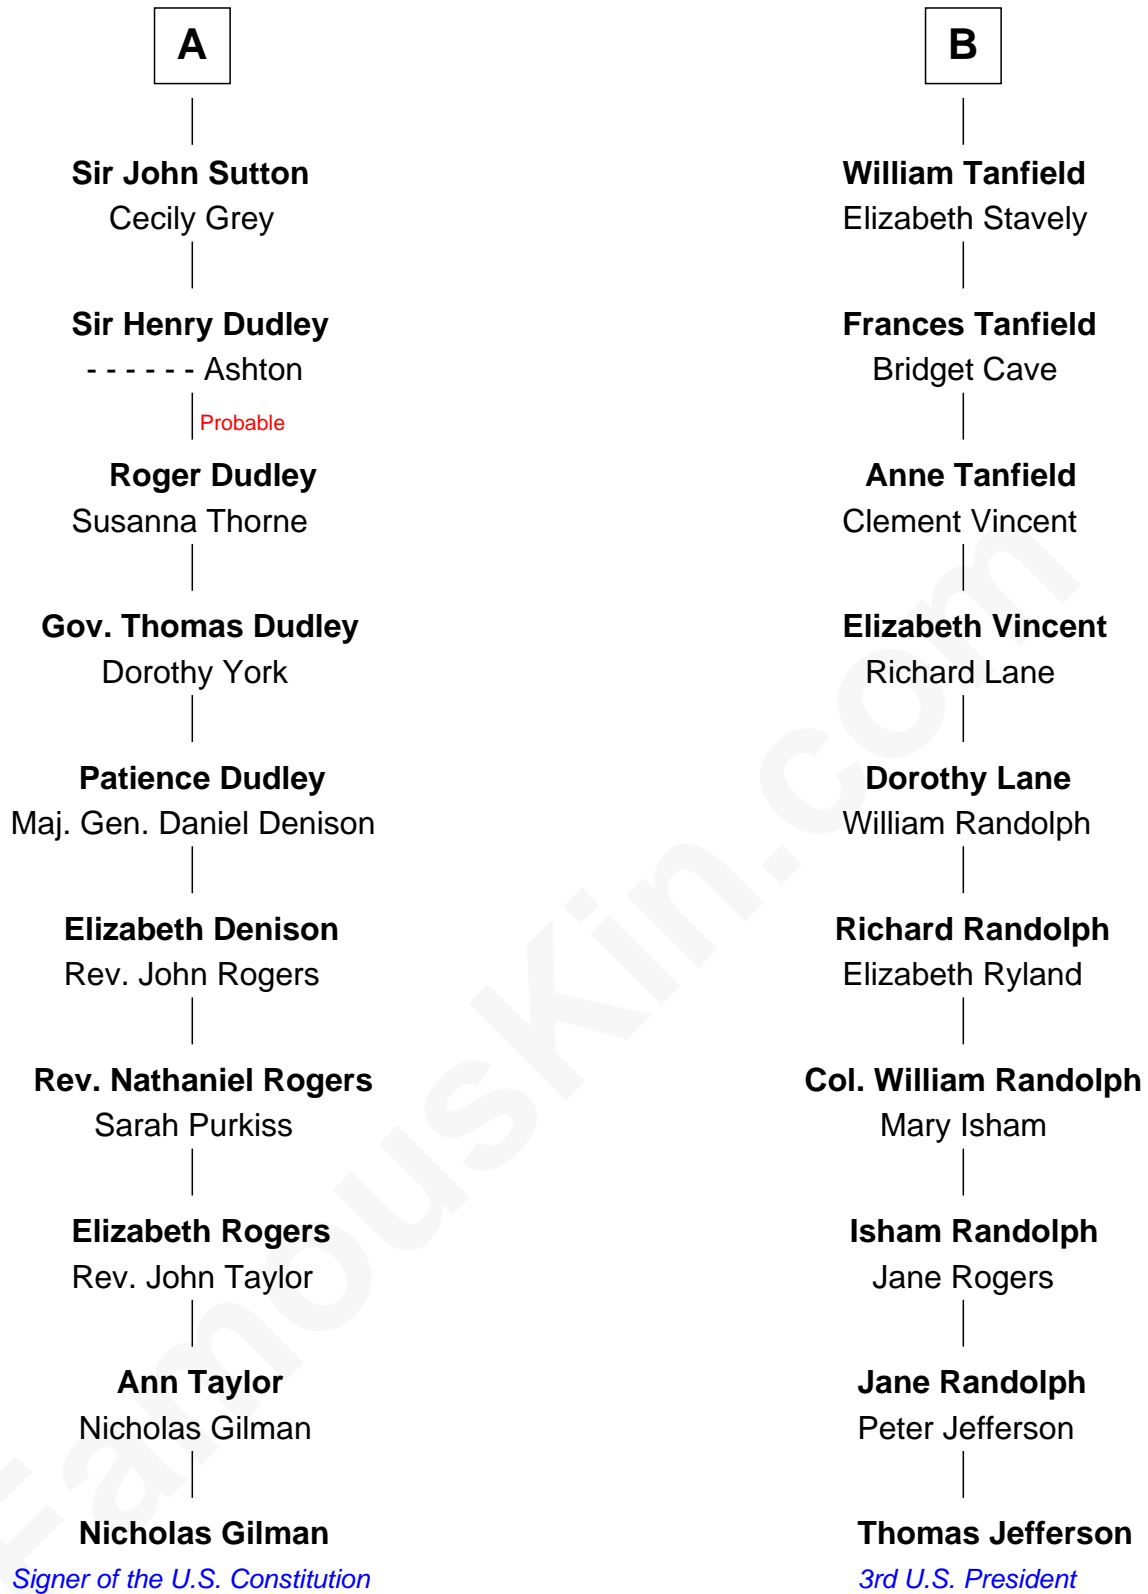 A
Sir John Sutton
Cecily Grey
Sir Henry Dudley
- - - - - - Ashton
Probable
Roger Dudley
Susanna Thorne
Gov. Thomas Dudley
Dorothy York
Patience Dudley
Maj. Gen. Daniel Denison
Elizabeth Denison
Rev. John Rogers
Rev. Nathaniel Rogers
Sarah Purkiss
Elizabeth Rogers
Rev. John Taylor
Ann Taylor
Nicholas Gilman
Nicholas Gilman
Signer of the U.S. Constitution
B
William Tanfield
Elizabeth Stavely
Frances Tanfield
Bridget Cave
Anne Tanfield
Clement Vincent
Elizabeth Vincent
Richard Lane
Dorothy Lane
William Randolph
Richard Randolph
Elizabeth Ryland
Col. William Randolph
Mary Isham
Isham Randolph
Jane Rogers
Jane Randolph
Peter Jefferson
Thomas Jefferson
3rd U.S. President
FamousKin.com